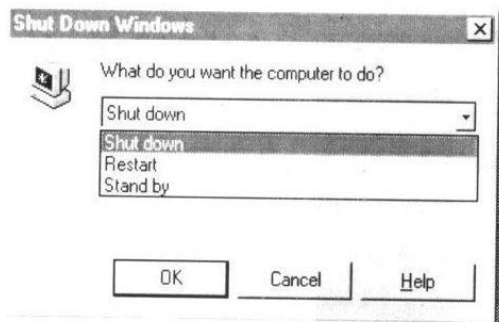 Shut Down Windows
What do you want the computer to do?
Shut down
Shut down
Restart
Stand by
OK Cancel Help